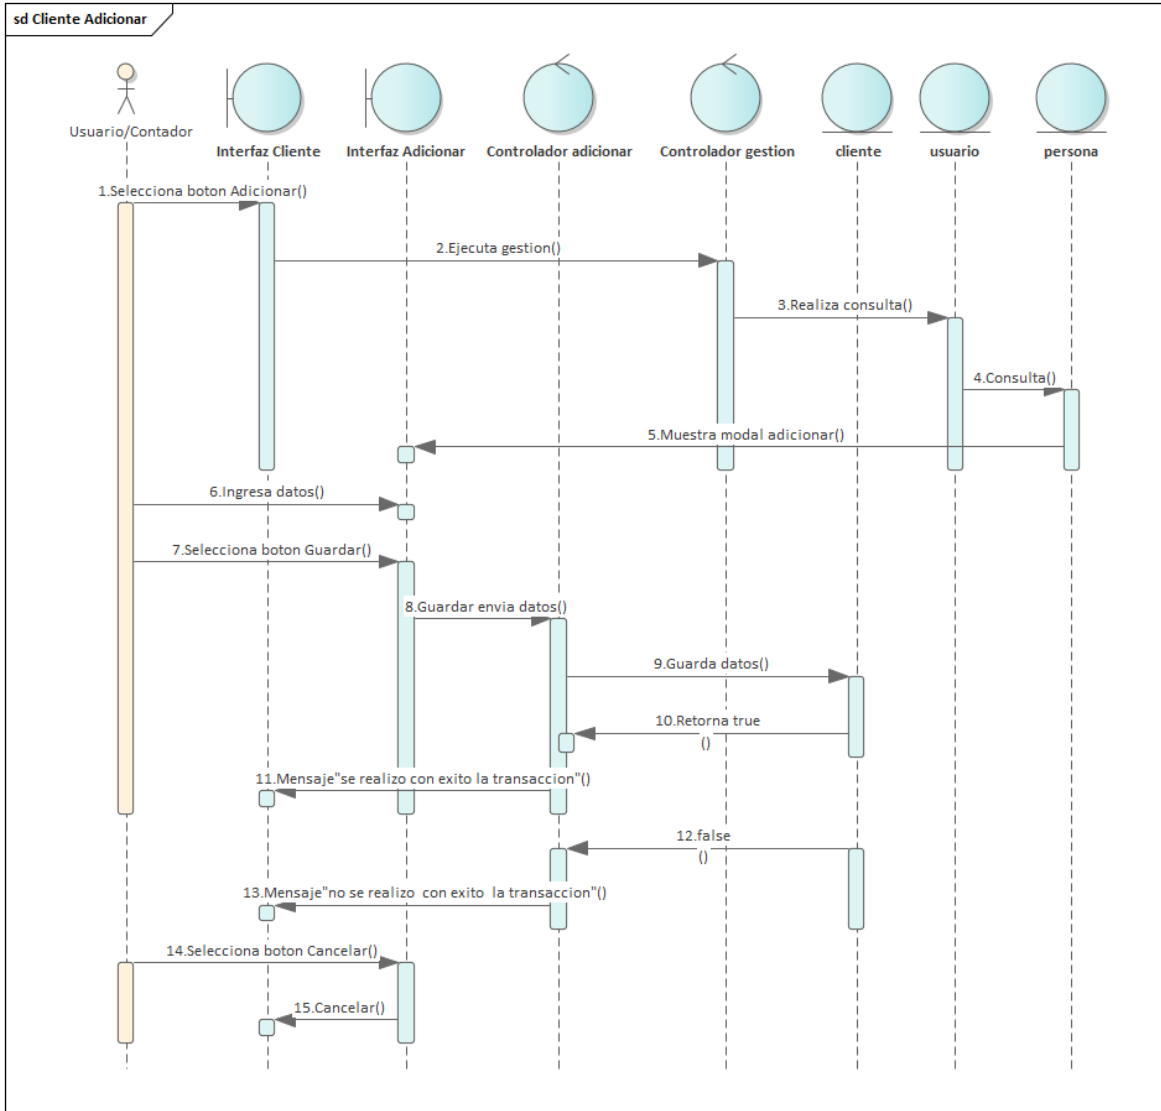 sd Cliente Adicionar
Usuario/Contador
Interfaz Cliente
Interfaz Adicionar
Controlador adicionar
Controlador gestion
cliente
usuario
persona
1.Selecciona boton Adicionar()
2.Ejecuta gestion()
3.Realiza consulta()
4.Consulta()
5.Muestra modal adicionar()
6.Ingresa datos()
7.Selecciona boton Guardar()
8.Guardar envia datos()
9.Guarda datos()
10.Retorna true
()
11.Mensaje"se realizo con exito la transaccion"()
12.false
()
13.Mensaje"no se realizo  con exito  la transaccion"()
14.Selecciona boton Cancelar()
15.Cancelar()